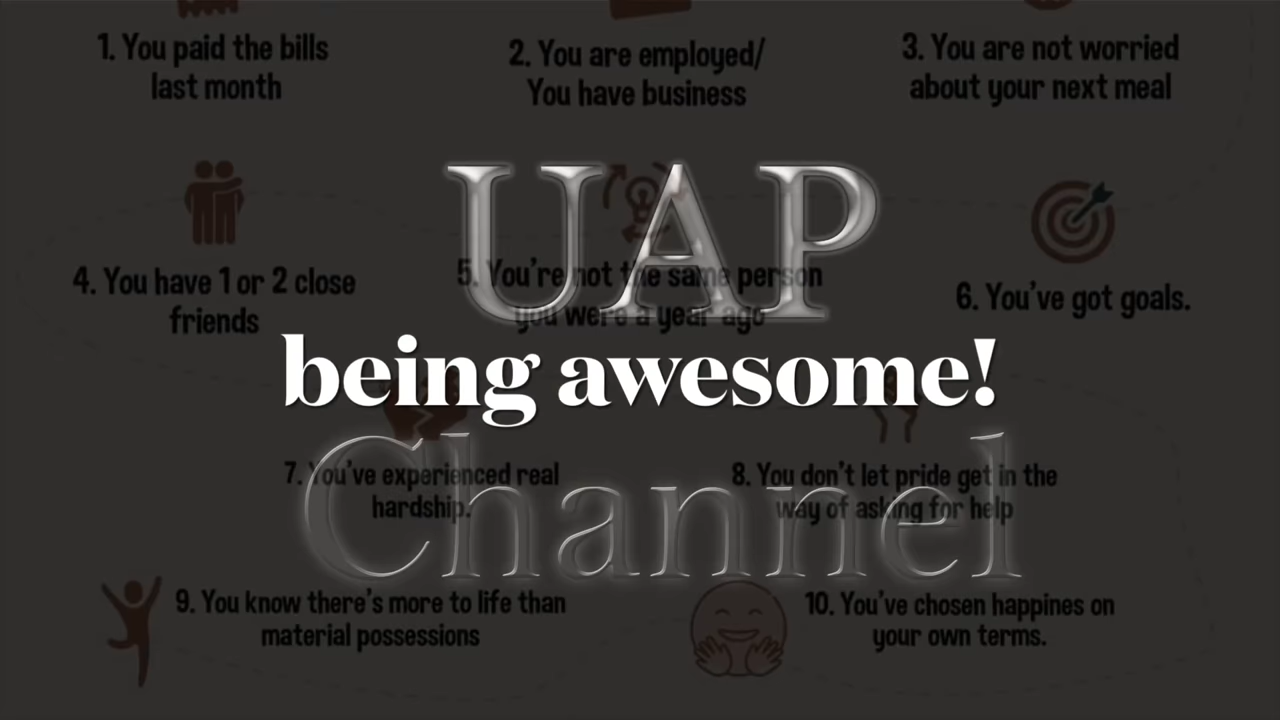 1. You paid the bills
last month
2. You are employed/
You have business
3. You are not worried
about your next meal
UAP
4. You have 1 or 2 close
friends
5. You're not the same person
you were a year ago
6. You've got goals.
being awesome!
Channel
7. You've experienced real
hardship.
8. You don't let pride get in the
way of asking for help
9. You know there's more to life than
material possessions
10. You've chosen happines on
your own terms.